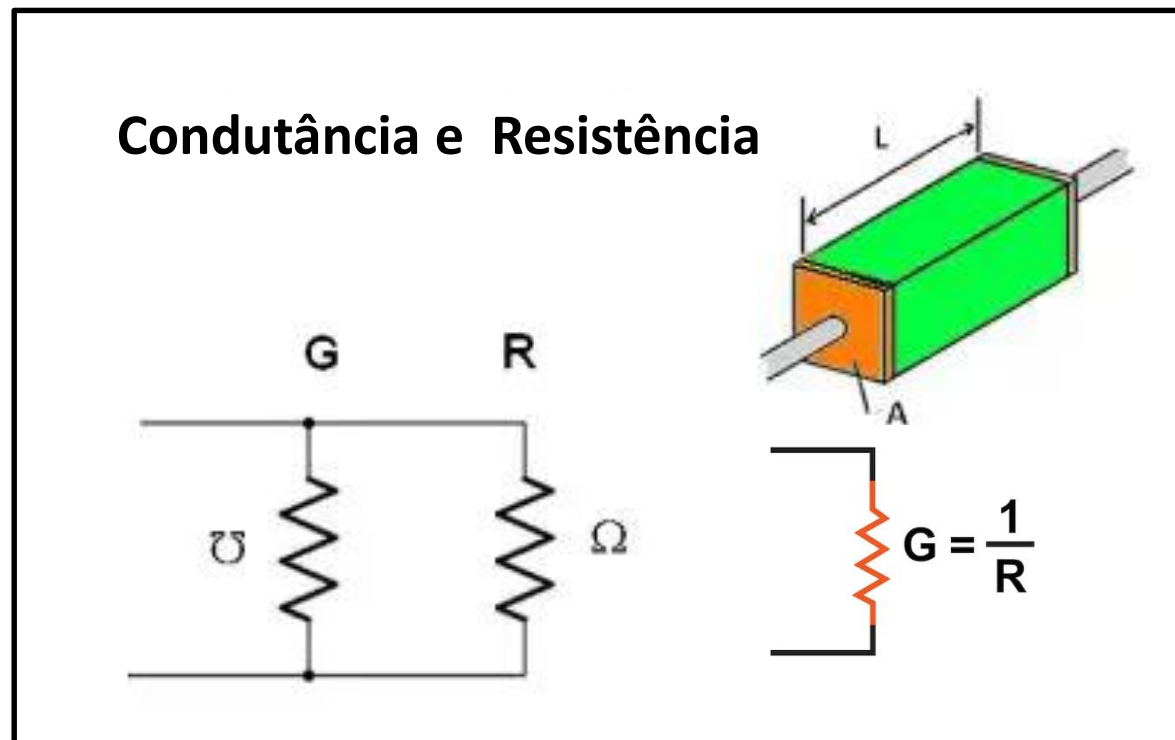 Condutância e Resistência
L
A
G R
℧ Ω
G = 1/R